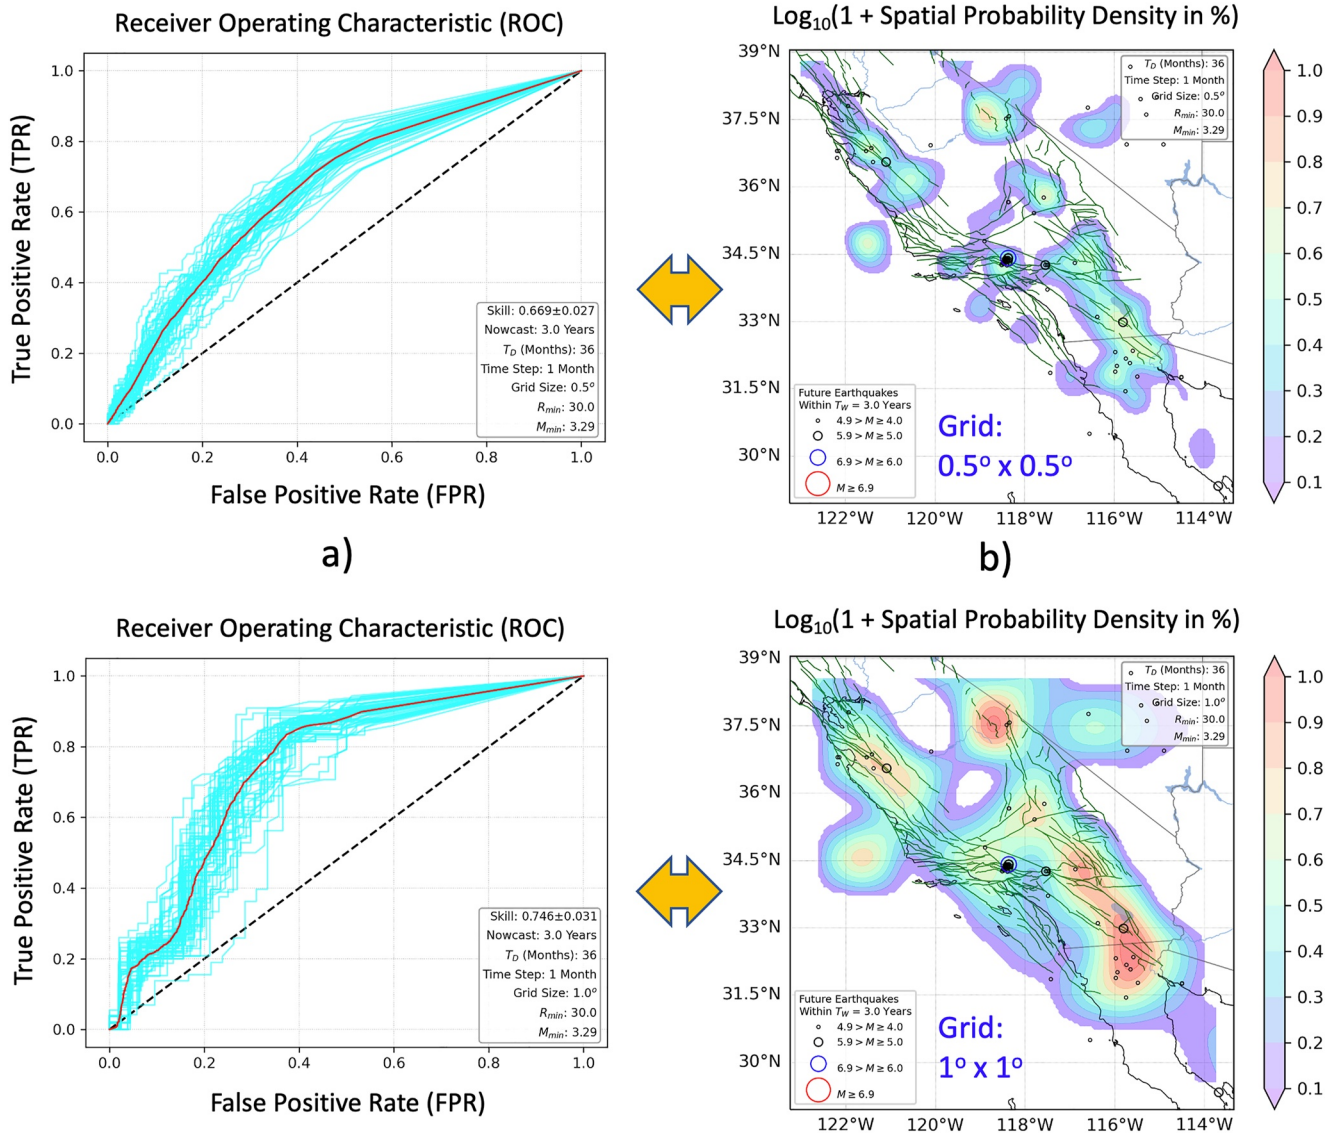 Receiver Operating Characteristic (ROC)
True Positive Rate (TPR)
1.0
0.8
0.6
0.4
0.2
0.0
Skill: 0.669±0.027
Nowcast: 3.0 Years
T_D (Months): 36
Time Step: 1 Month
Grid Size: 0.5°
R_min: 30.0
M_min: 3.29
0.0 0.2 0.4 0.6 0.8 1.0
False Positive Rate (FPR)
a)
Log₁₀(1 + Spatial Probability Density in %)
39°N
37.5°N
36°N
34.5°N
33°N
31.5°N
30°N
T_D (Months): 36
Time Step: 1 Month
Grid Size: 0.5°
R_min: 30.0
M_min: 3.29
Future Earthquakes
Within T_W = 3.0 Years
4.9 > M ≥ 4.0
5.9 > M ≥ 5.0
6.9 > M ≥ 6.0
M ≥ 6.9
Grid:
0.5° x 0.5°
122°W 120°W 118°W 116°W 114°W
1.0
0.9
0.8
0.7
0.6
0.5
0.4
0.3
0.2
0.1
b)
Receiver Operating Characteristic (ROC)
True Positive Rate (TPR)
1.0
0.8
0.6
0.4
0.2
0.0
Skill: 0.746±0.031
Nowcast: 3.0 Years
T_D (Months): 36
Time Step: 1 Month
Grid Size: 1.0°
R_min: 30.0
M_min: 3.29
0.0 0.2 0.4 0.6 0.8 1.0
False Positive Rate (FPR)
Log₁₀(1 + Spatial Probability Density in %)
39°N
37.5°N
36°N
34.5°N
33°N
31.5°N
30°N
T_D (Months): 36
Time Step: 1 Month
Grid Size: 1.0°
R_min: 30.0
M_min: 3.29
Future Earthquakes
Within T_W = 3.0 Years
4.9 > M ≥ 4.0
5.9 > M ≥ 5.0
6.9 > M ≥ 6.0
M ≥ 6.9
Grid:
1° x 1°
122°W 120°W 118°W 116°W 114°W
1.0
0.9
0.8
0.7
0.6
0.5
0.4
0.3
0.2
0.1